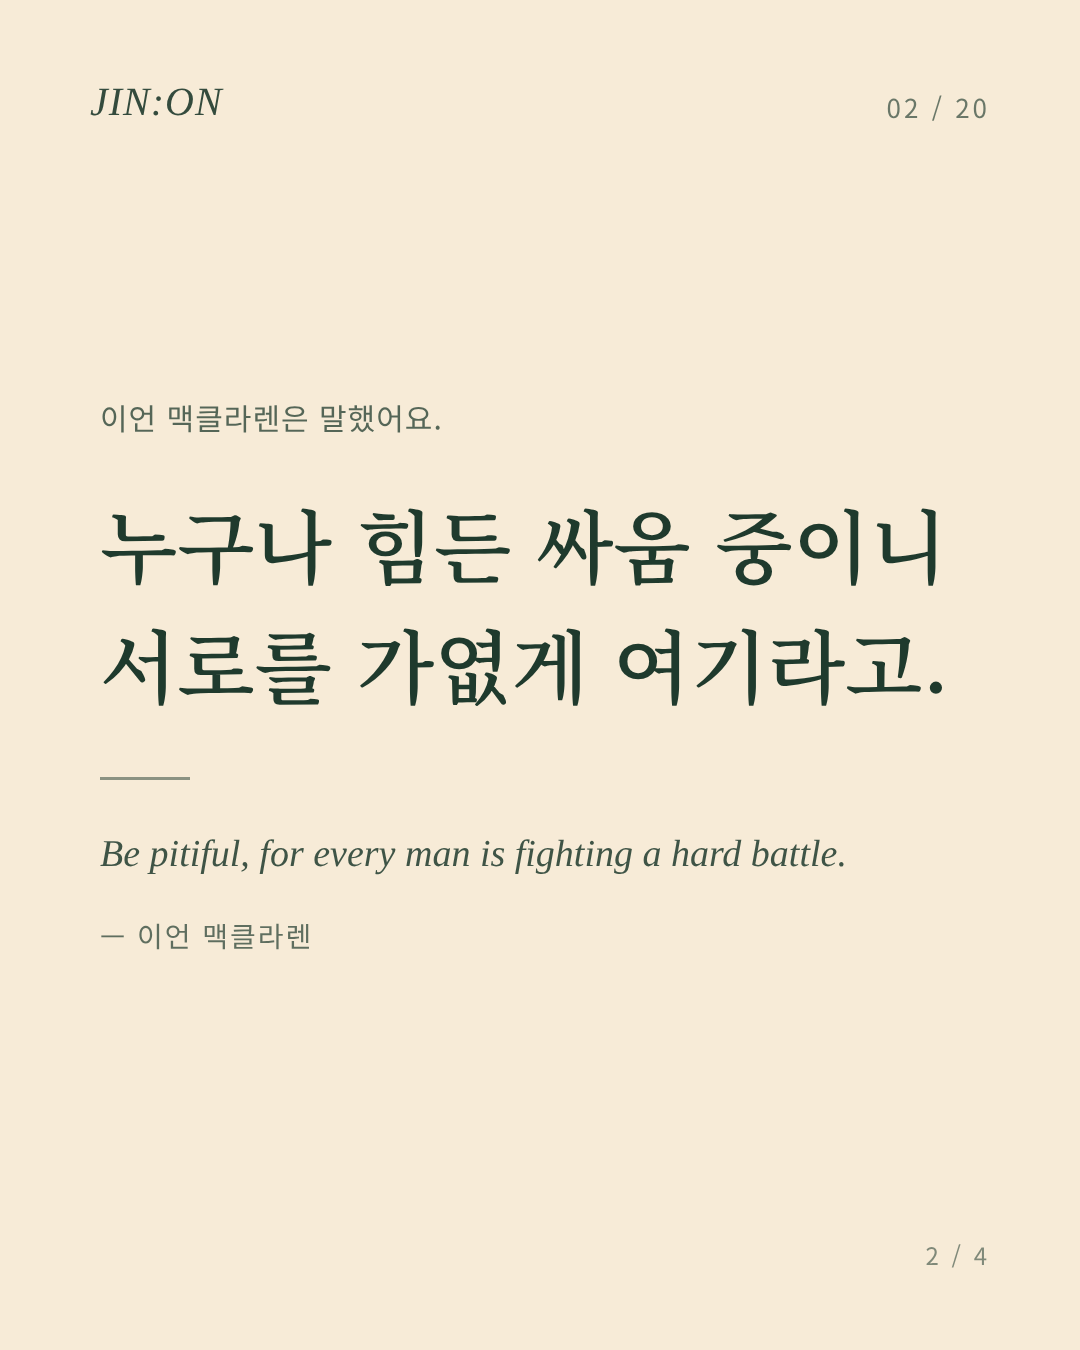 JIN:ON
02 / 20
이언 맥클라렌은 말했어요.
누구나 힘든 싸움 중이니
서로를 가엾게 여기라고.
Be pitiful, for every man is fighting a hard battle.
— 이언 맥클라렌
2 / 4